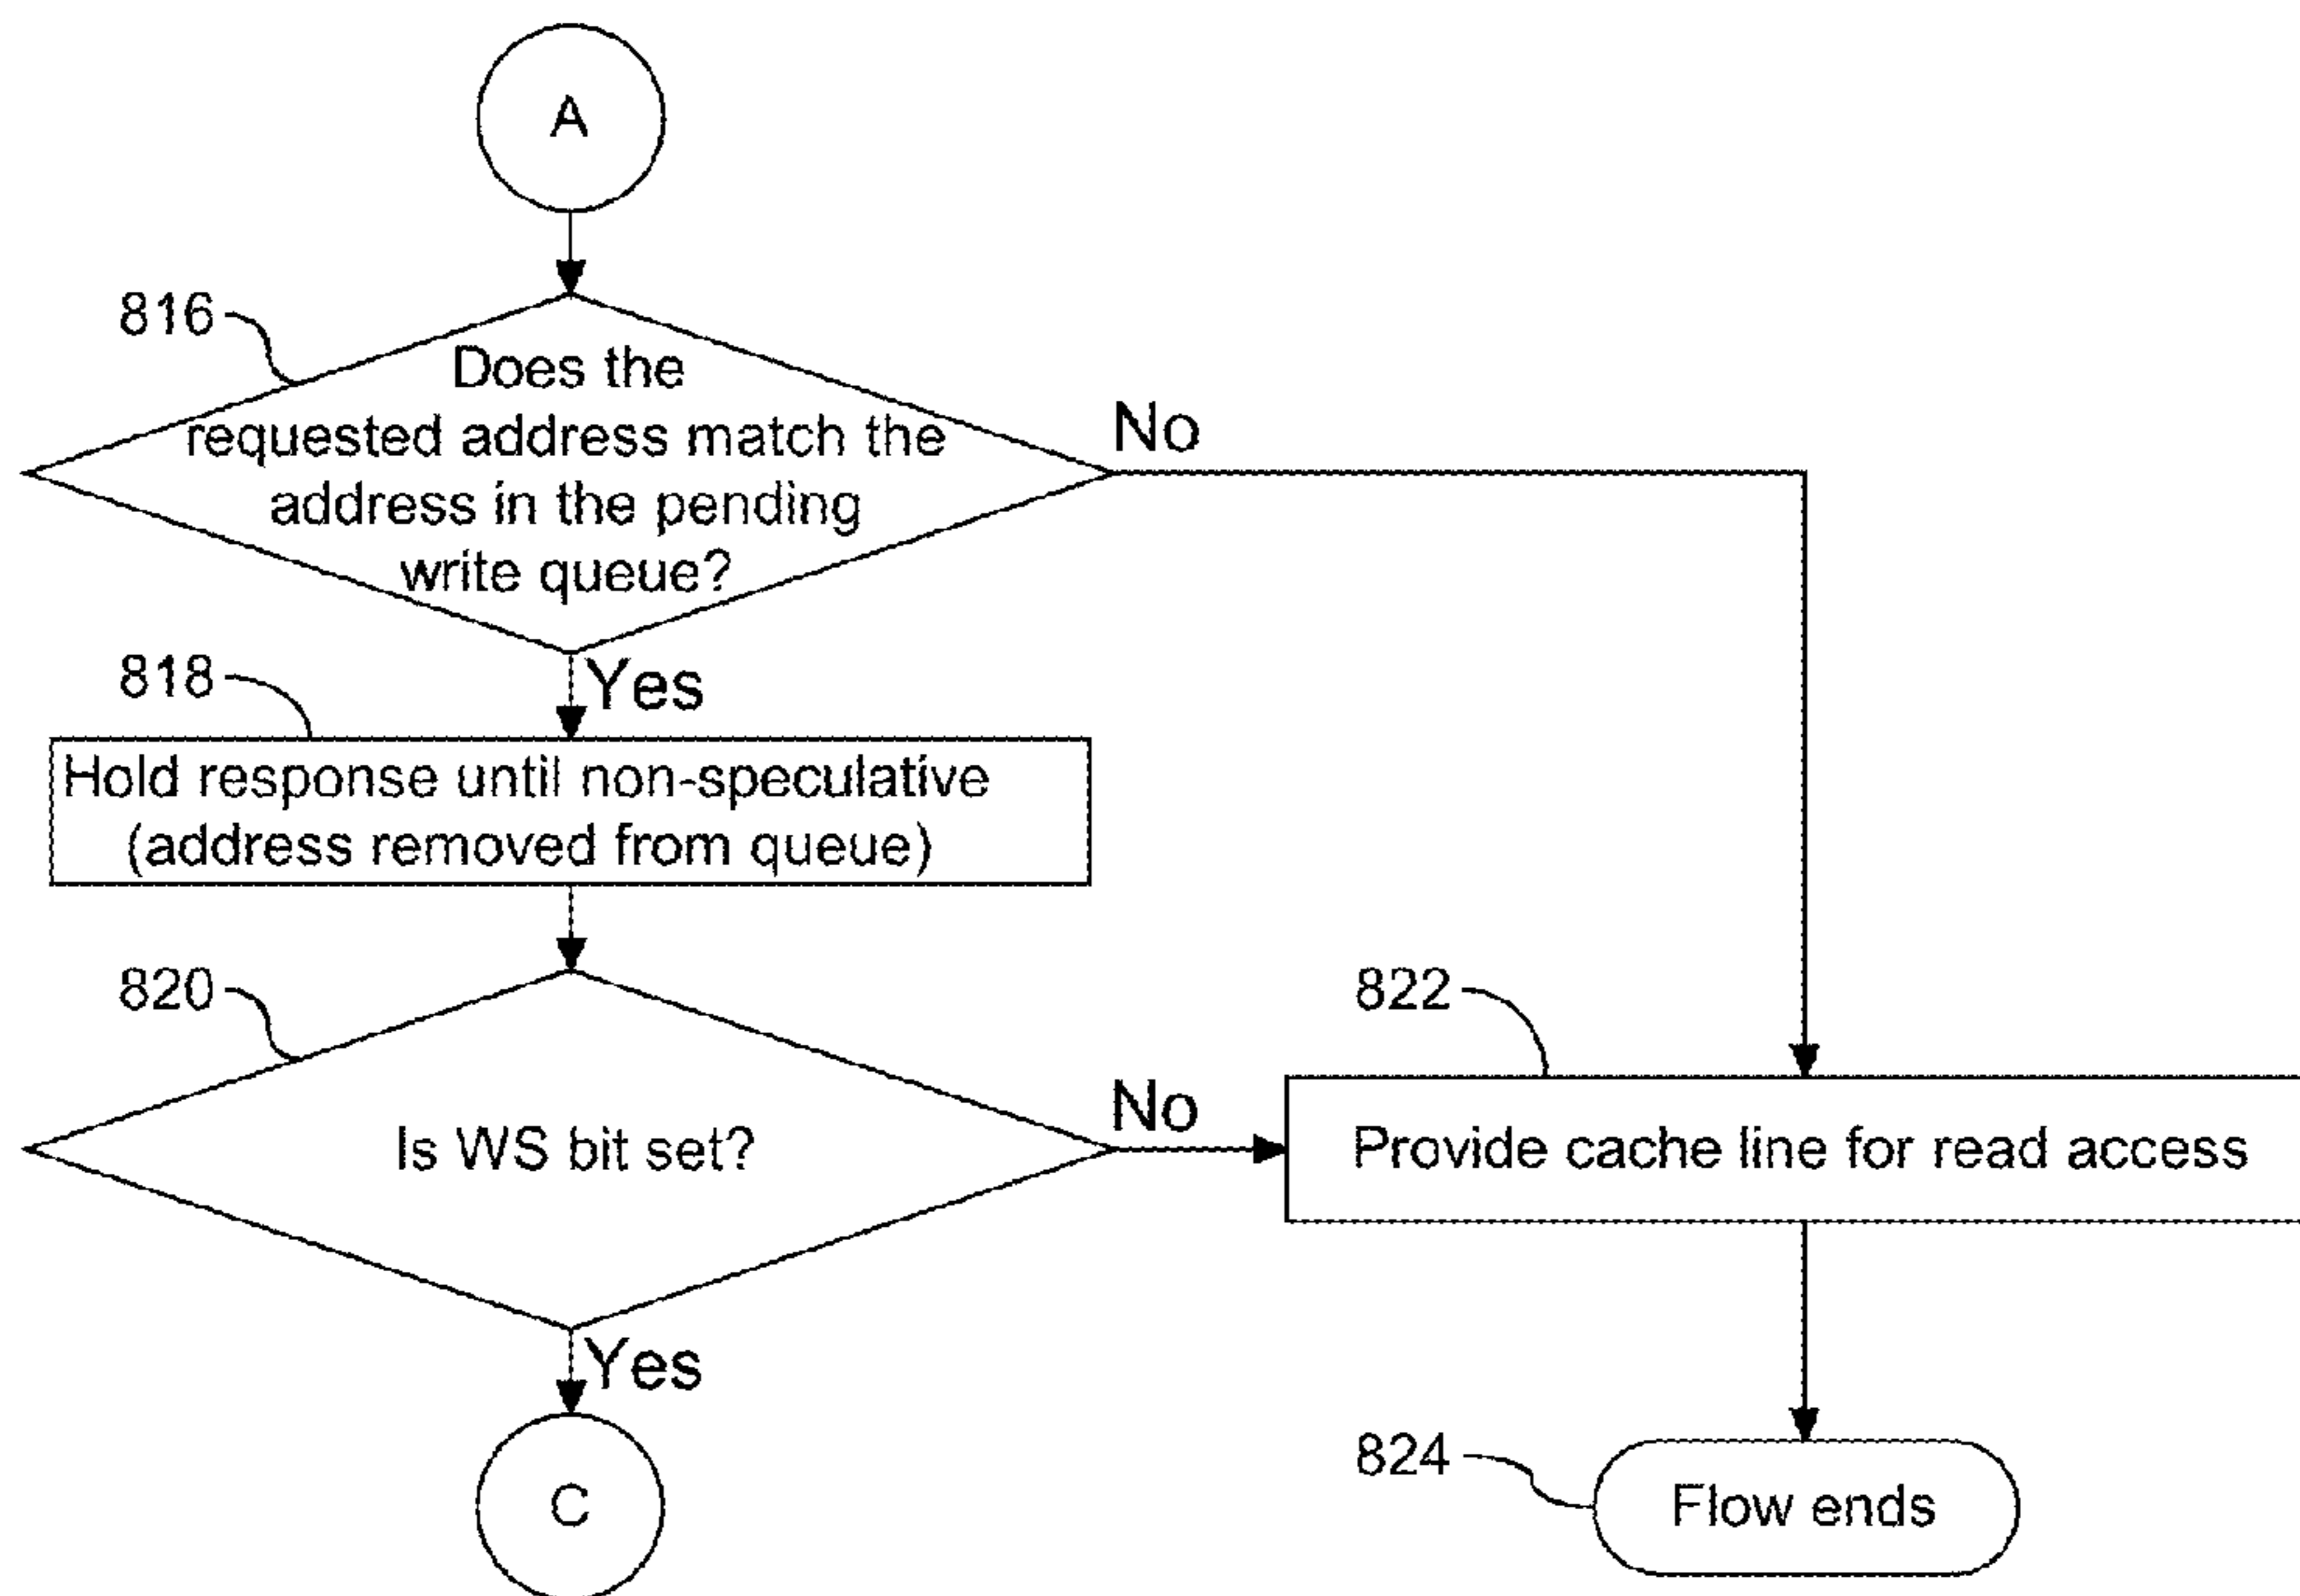 A
816
Does the
requested address match the
address in the pending
write queue?
No
818
Yes
Hold response until non-speculative
(address removed from queue)
820
Is WS bit set?
No
822
Provide cache line for read access
Yes
C
824
Flow ends